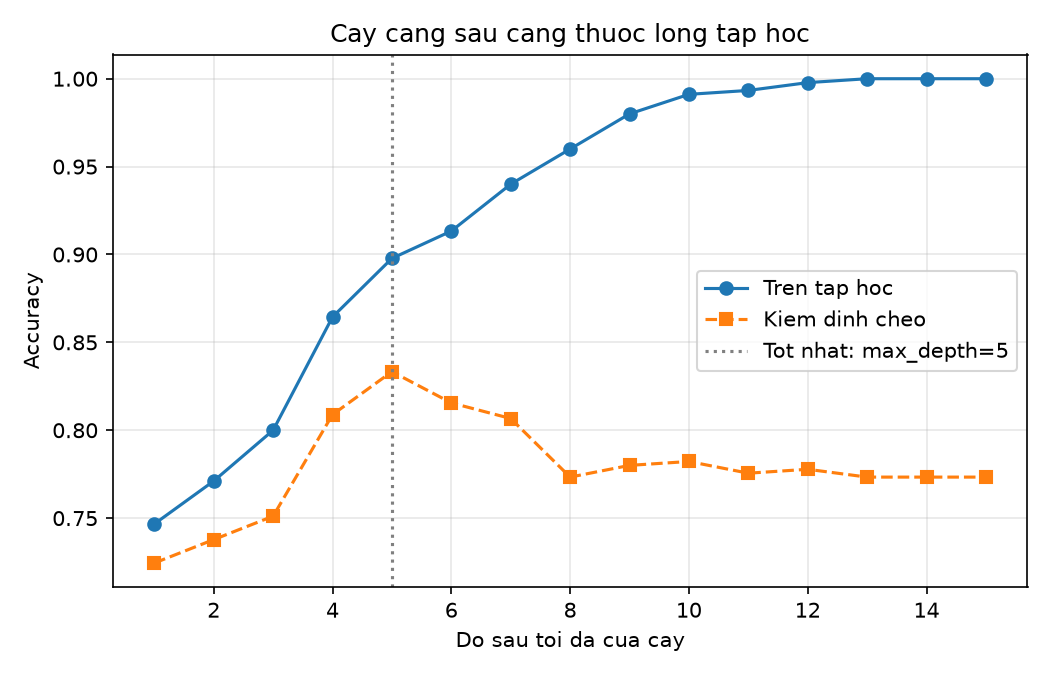 Cay cang sau cang thuoc long tap hoc
1.00
0.95
0.90
0.85
0.80
0.75
Accuracy
Tren tap hoc
Kiem dinh cheo
Tot nhat: max_depth=5
2 4 6 8 10 12 14
Do sau toi da cua cay